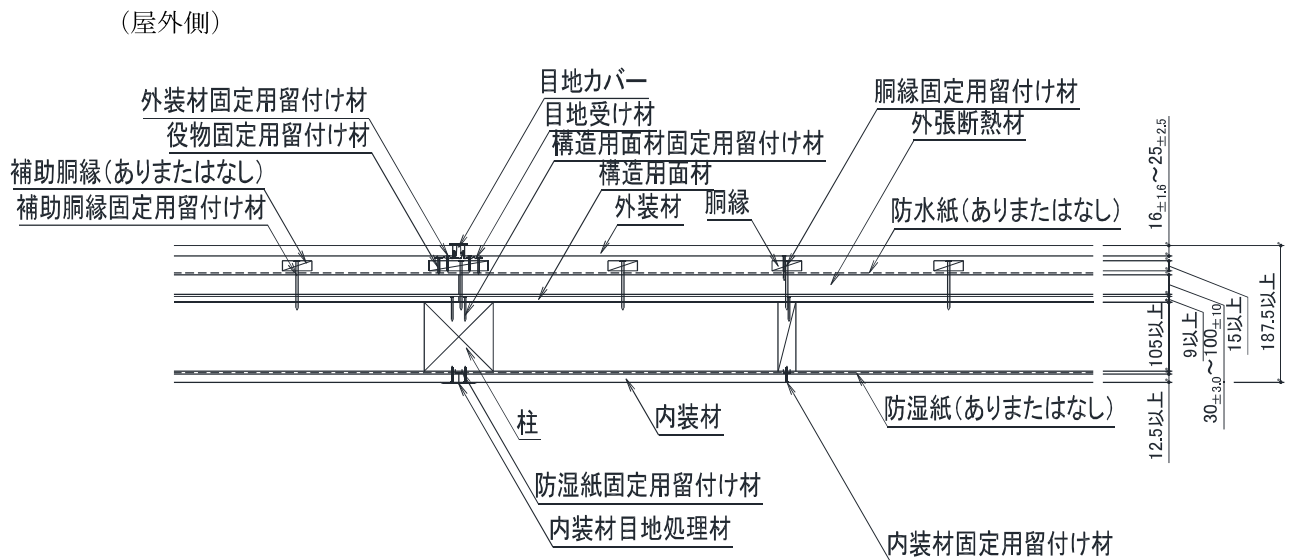 （屋外側）
目地カバー
外装材固定用留付け材
胴縁固定用留付け材
目地受け材
外張断熱材
役物固定用留付け材
構造用面材固定用留付け材
補助胴縁（ありまたはなし）
構造用面材
補助胴縁固定用留付け材
外装材
胴縁
防水紙（ありまたはなし）
16±1.6～25±2.5
187.5以上
15以上
30±3.0～100±10
9以上
105以上
12.5以上
防湿紙（ありまたはなし）
内装材
柱
防湿紙固定用留付け材
内装材目地処理材
内装材固定用留付け材